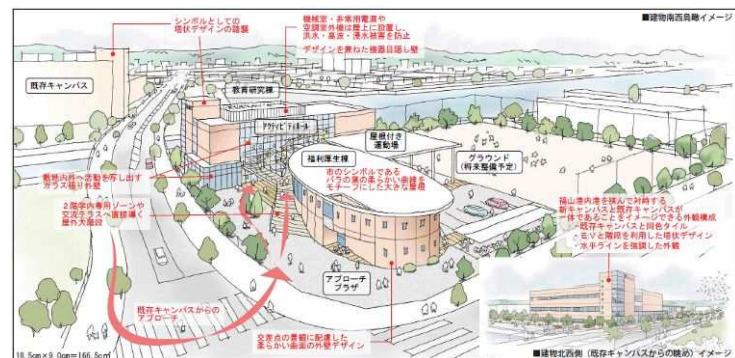 ■建物南西鳥瞰イメージ
シンボルとしての
塔状デザインの踏襲
機械室・非常用電源や
空調室外機は屋上に設置し、
洪水・高波・浸水被害を防止
デザインを兼ねた機器目隠し壁
既存キャンパス
教育研究棟
アクティビティホール
屋根付き
運動場
福利厚生棟
グラウンド
(将来整備予定)
市のシンボルである
バラの葉の柔らかい曲線を
モチーフにした大きな屋根
敷地内外へ活動を写し出す
ガラス張り外壁
2階学内専用ゾーンや
交流テラスへ直接導く
屋外大階段
福山港内港を挟んで対峙する
新キャンパスと既存キャンパスが
一体であることをイメージできる外観構成
・既存キャンパスと同色タイル
・EVと階段を利用した塔状デザイン
・水平ラインを強調した外観
アプローチ
プラザ
既存キャンパスからの
アプローチ
交差点の景観に配慮した
柔らかい曲面の外壁デザイン
18.5cm×9.0cm=166.5c㎡
■建物北西側(既存キャンパスからの眺め)イメージ